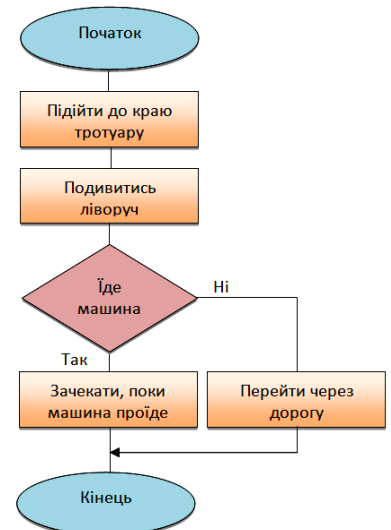 Початок
Підійти до краю
тротуару
Подивитись
ліворуч
Їде
машина
Ні
Так
Зачекати, поки
машина проїде
Перейти через
дорогу
Кінець